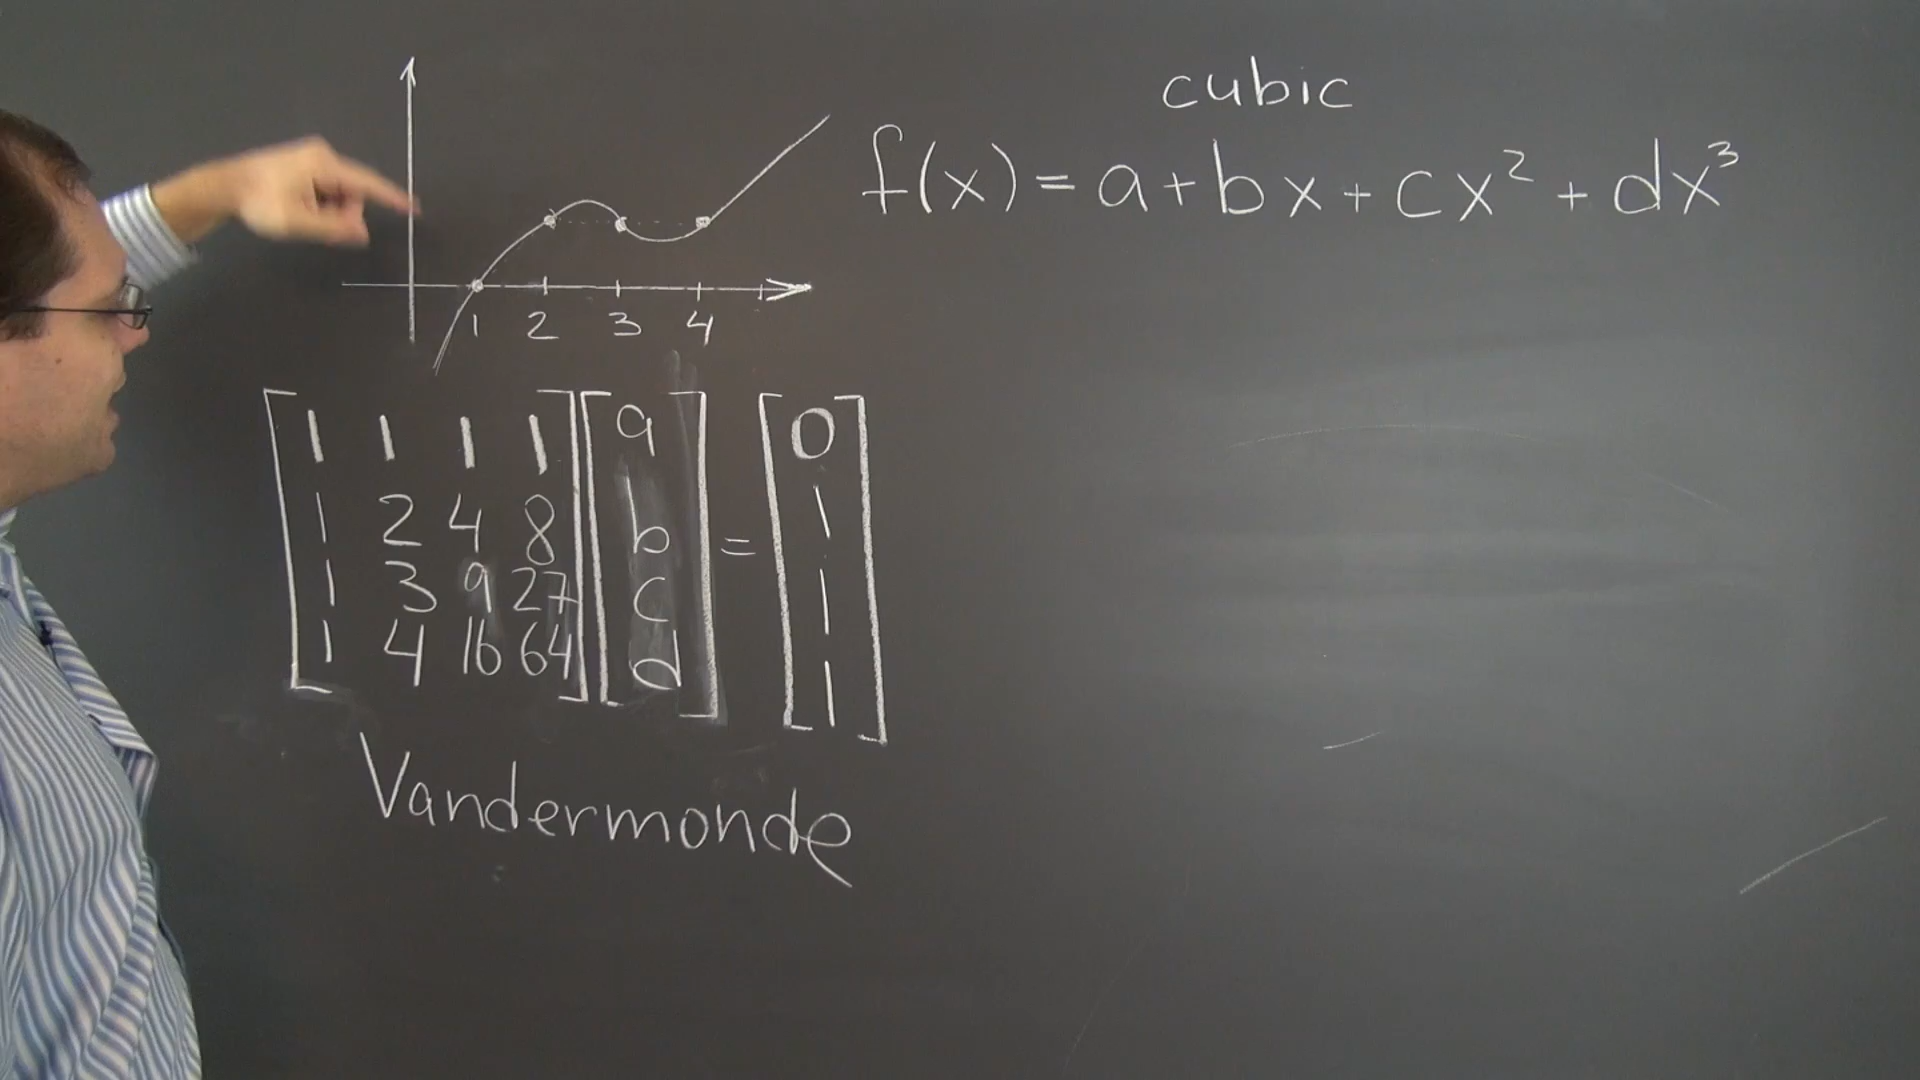 cubic
f(x) = a + bx + cx² + dx³
1 2 3 4
1 1 1 1 a 0
1 2 4 8 b = 1
1 3 9 27 c 1
1 4 16 64 d 1
Vandermonde